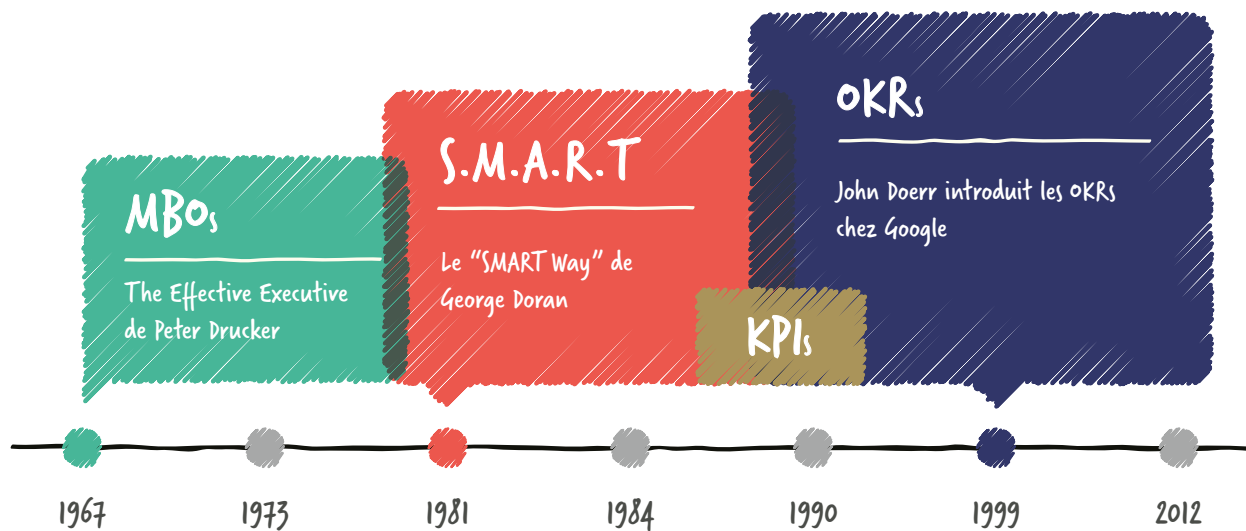 MBOs
The Effective Executive
de Peter Drucker
S.M.A.R.T
Le “SMART Way” de
George Doran
KPIs
OKRs
John Doerr introduit les OKRs
chez Google
1967
1973
1981
1984
1990
1999
2012